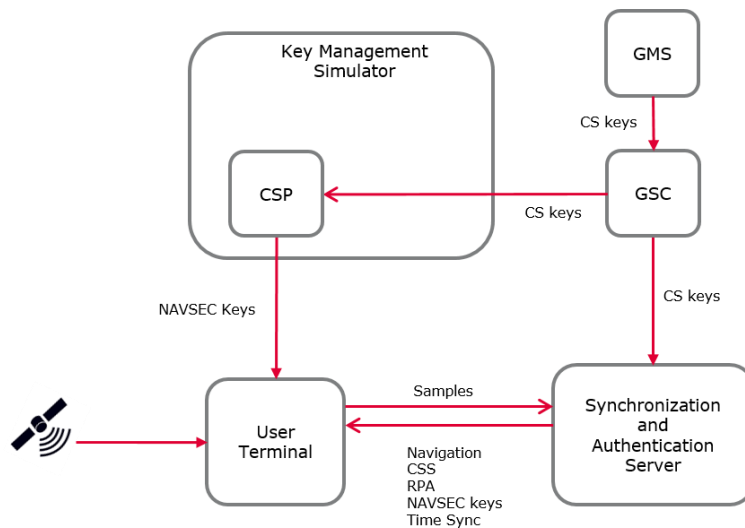 Key Management
Simulator
GMS
CS keys
CSP
GSC
CS keys
NAVSEC Keys
CS keys
Samples
User
Terminal
Synchronization
and
Authentication
Server
Navigation
CSS
RPA
NAVSEC keys
Time Sync